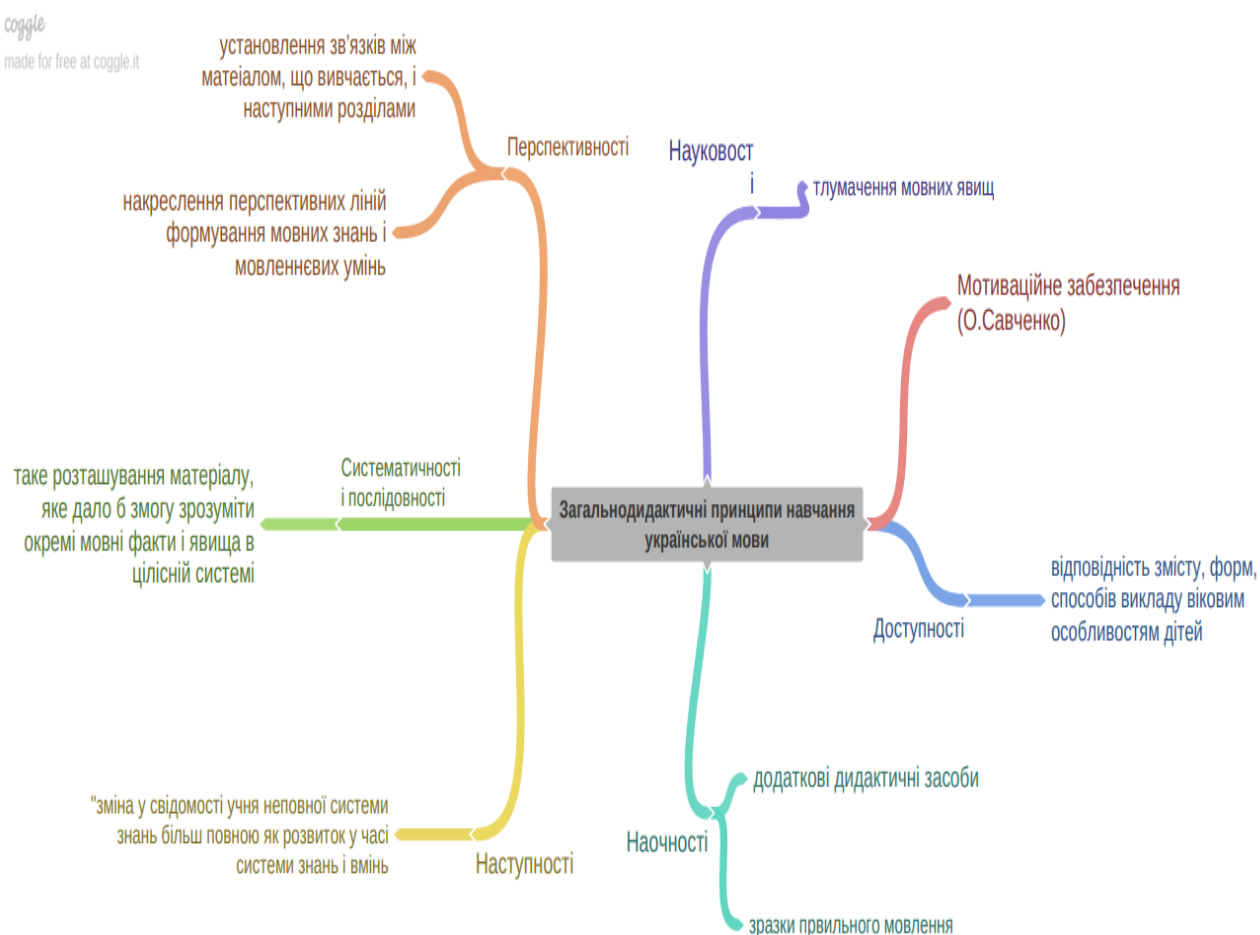 coggle
made for free at coggle.it
установлення зв'язків між
матеіалом, що вивчається, і
наступними розділами
Перспективності
накреслення перспективних ліній
формування мовних знань і
мовленнєвих умінь
Науковост
і
тлумачення мовних явищ
Мотиваційне забезпечення
(О.Савченко)
Систематичності
і послідовності
таке розташування матеріалу,
яке дало б змогу зрозуміти
окремі мовні факти і явища в
цілісній системі
Загальнодидактичні принципи навчання
української мови
відповідність змісту, форм,
способів викладу віковим
особливостям дітей
Доступності
"зміна у свідомості учня неповної системи
знань більш повною як розвиток у часі
системи знань і вмінь
Наступності
додаткові дидактичні засоби
Наочності
зразки првильного мовлення